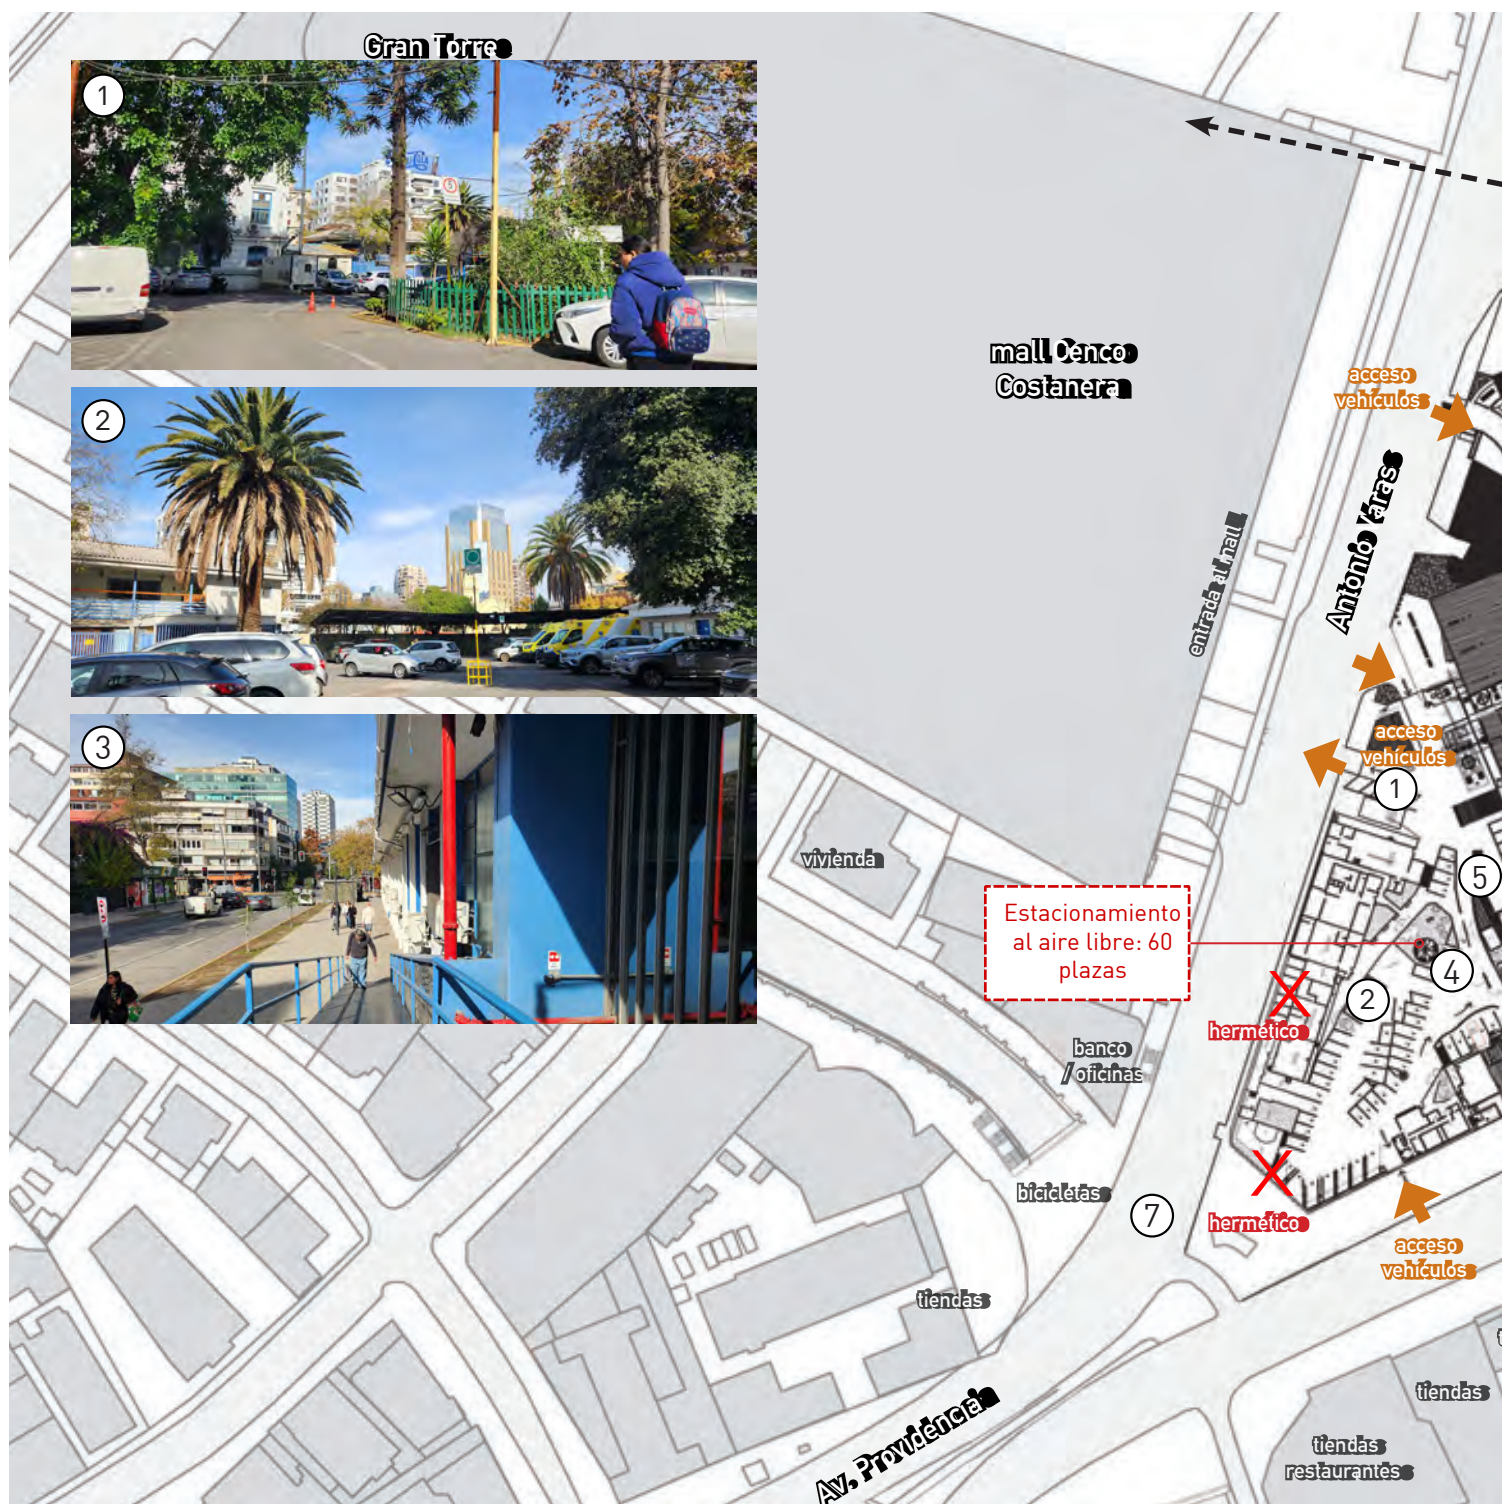 Gran Torre
1
2
3
mall Cenco
Costanera
acceso
vehículos
Antonio Varas
entrada al mall
acceso
vehículos
1
vivienda
5
Estacionamiento
al aire libre: 60
plazas
4
2
hermético
banco
/ oficinas
bicicletas
7
hermético
acceso
vehículos
tiendas
tiendas
Av. Providencia
tiendas
restaurantes